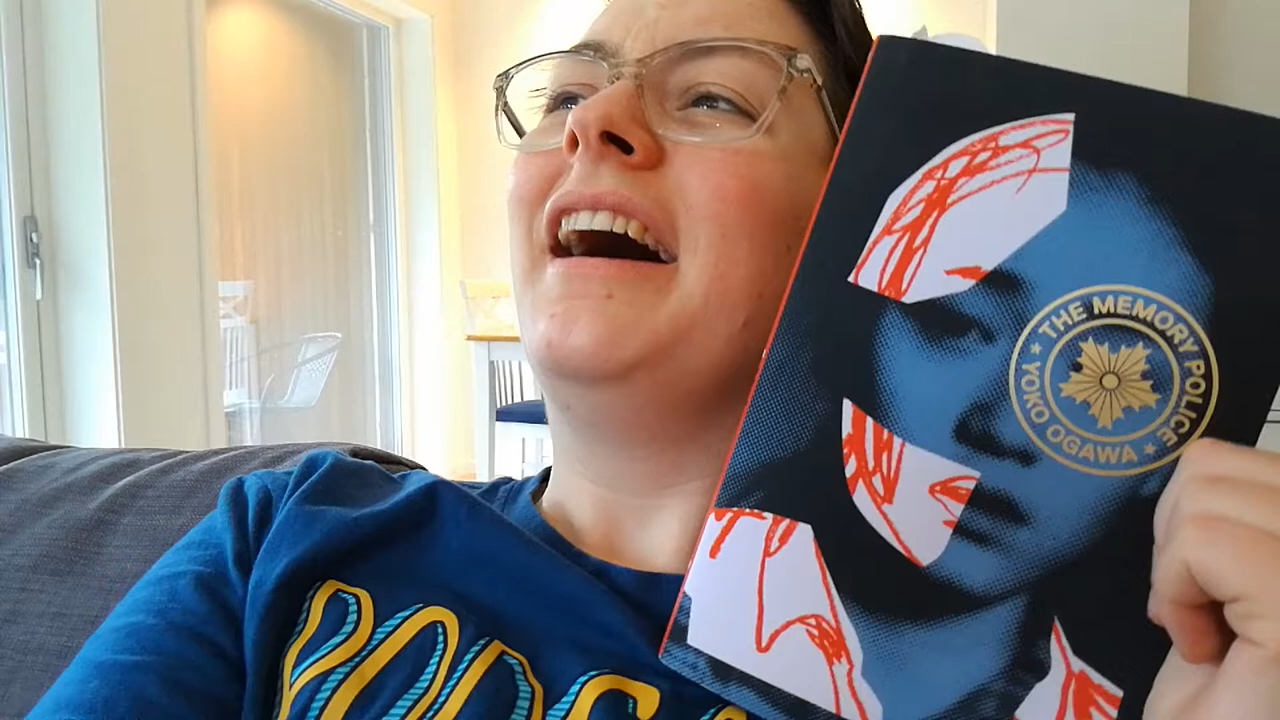 THE MEMORY POLICE
★ YOKO OGAWA ★